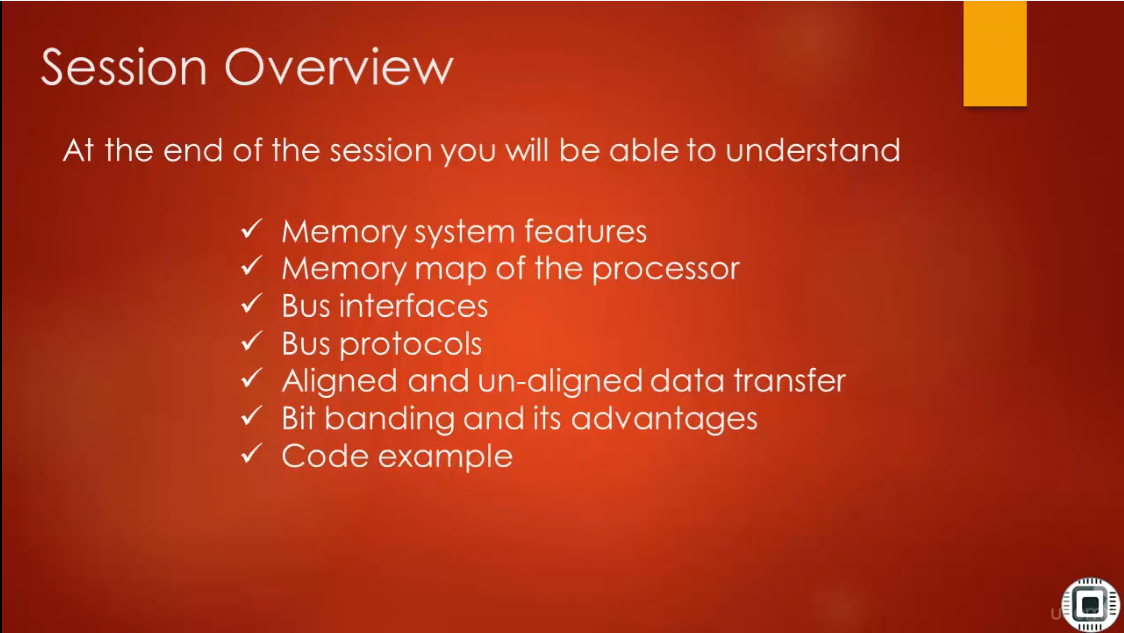 Session Overview
At the end of the session you will be able to understand
✓ Memory system features
✓ Memory map of the processor
✓ Bus interfaces
✓ Bus protocols
✓ Aligned and un-aligned data transfer
✓ Bit banding and its advantages
✓ Code example